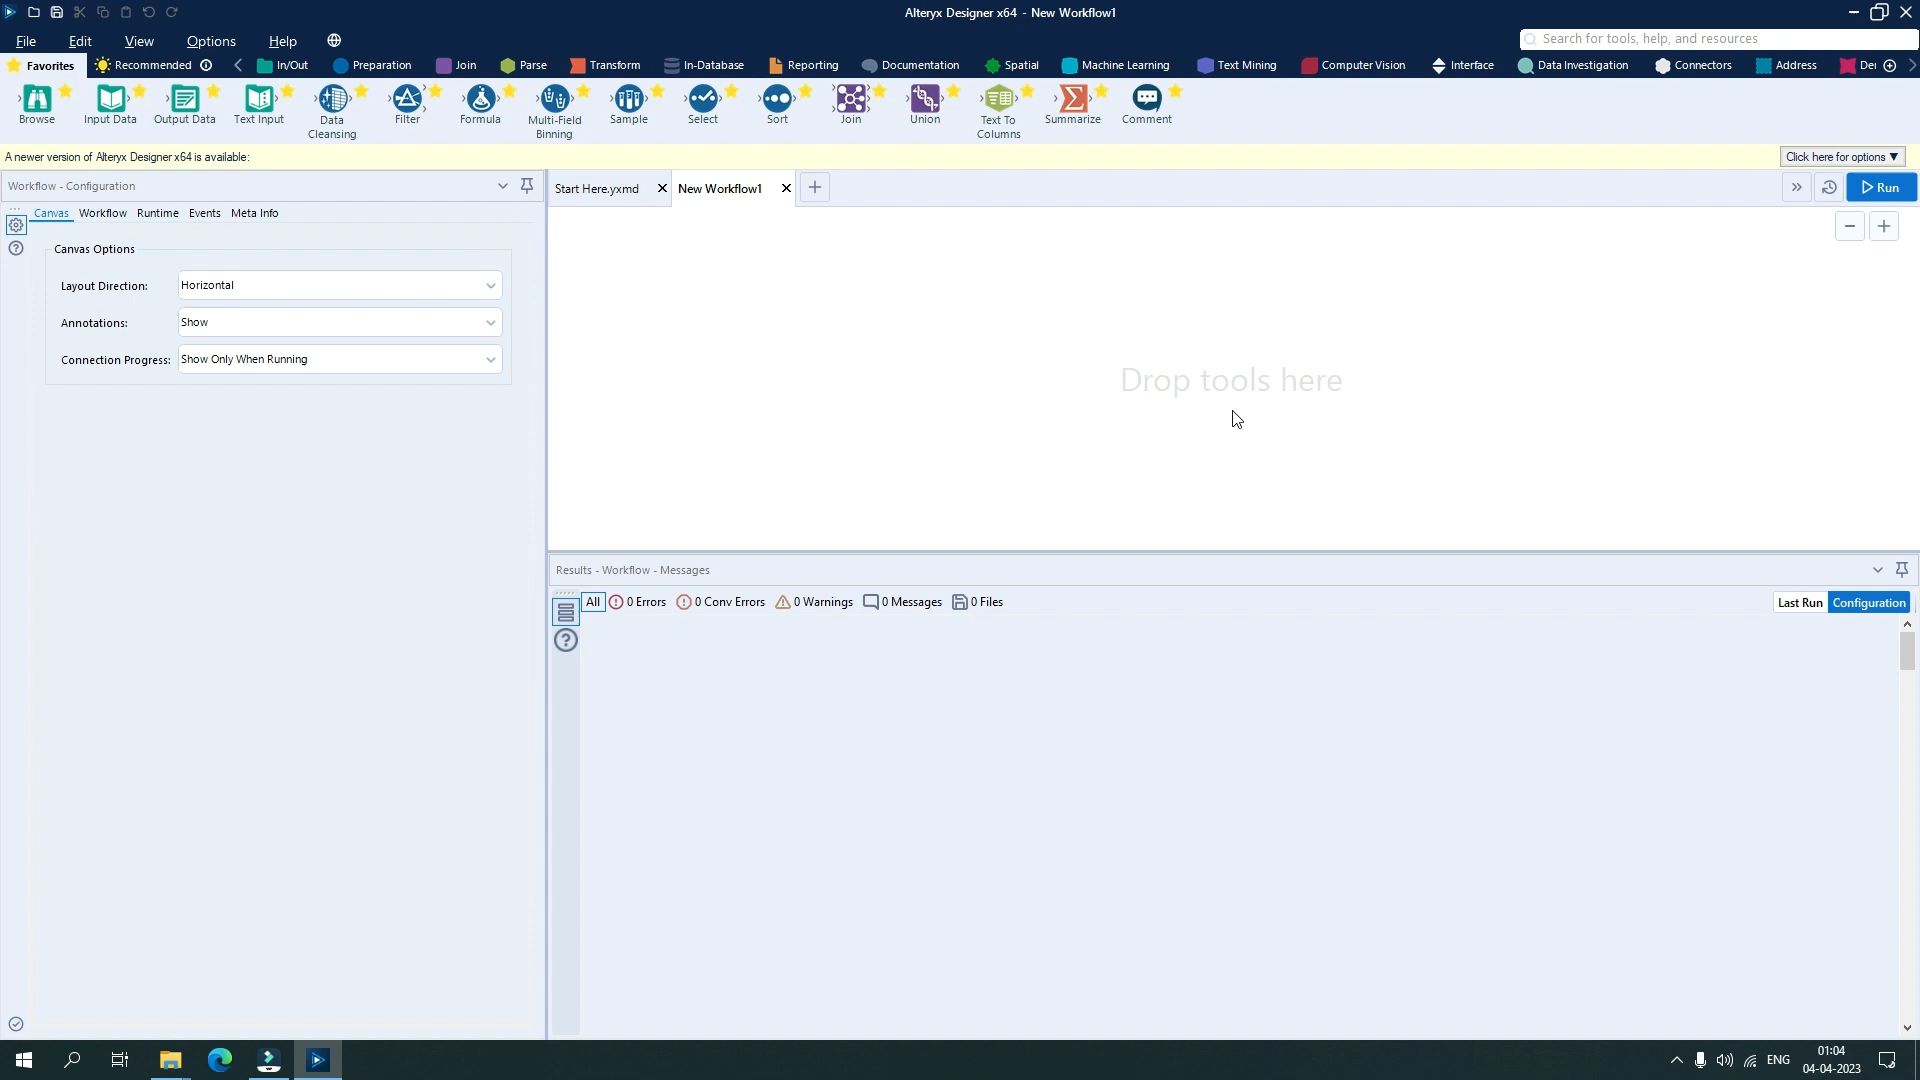 Alteryx Designer x64 - New Workflow1
File Edit View Options Help
Search for tools, help, and resources
Favorites Recommended In/Out Preparation Join Parse Transform In-Database Reporting Documentation Spatial Machine Learning Text Mining Computer Vision Interface Data Investigation Connectors Address
Browse Input Data Output Data Text Input Data Cleansing Filter Formula Multi-Field Binning Sample Select Sort Join Union Text To Columns Summarize Comment
A newer version of Alteryx Designer x64 is available:
Click here for options ▼
Workflow - Configuration
Start Here.yxmd New Workflow1
Run
Canvas Workflow Runtime Events Meta Info
Canvas Options
Layout Direction: Horizontal
Annotations: Show
Connection Progress: Show Only When Running
Drop tools here
Results - Workflow - Messages
All 0 Errors 0 Conv Errors 0 Warnings 0 Messages 0 Files
Last Run Configuration
ENG
01:04
04-04-2023